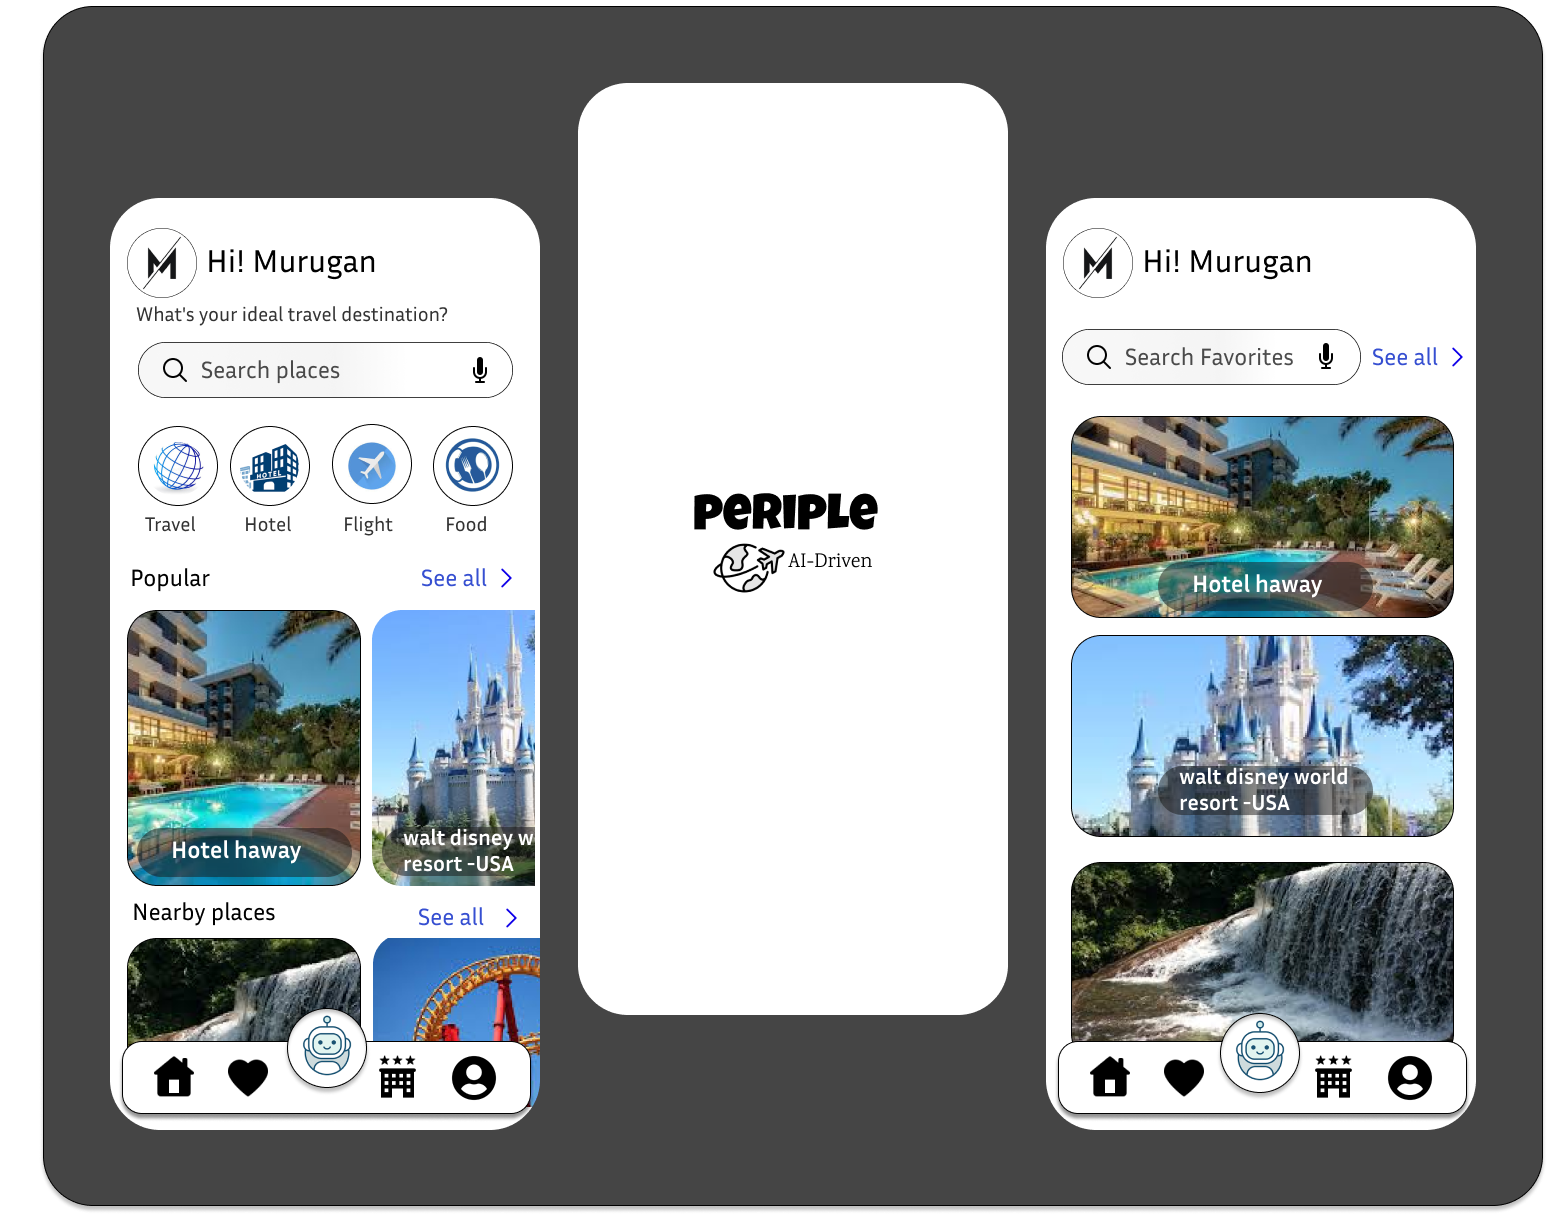 Hi! Murugan
What's your ideal travel destination?
Search places
HOTEL
Travel
Hotel
Flight
Food
Popular
See all
Hotel haway
walt disney w
resort -USA
Nearby places
See all
PERIPLE
AI-Driven
Hi! Murugan
Search Favorites
See all
Hotel haway
walt disney world
resort -USA